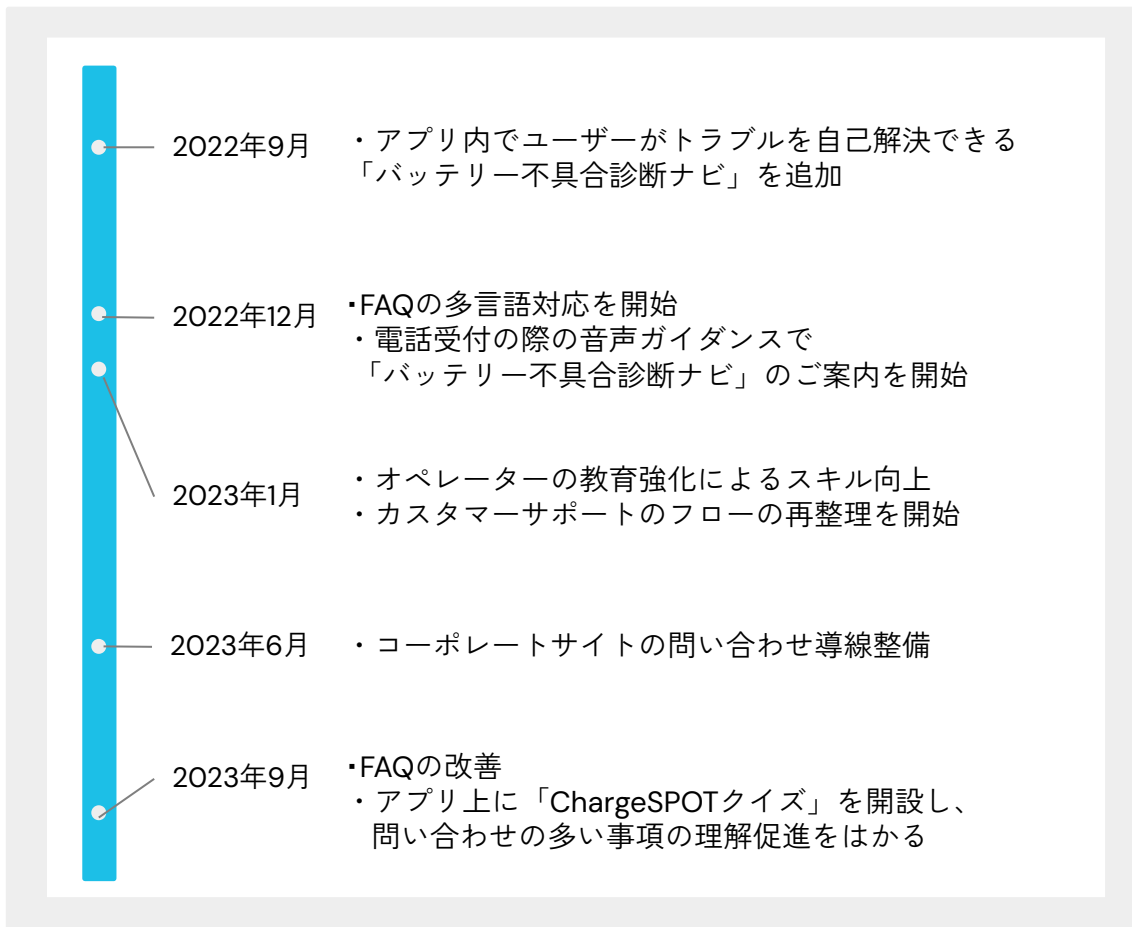 2022年9月 ・アプリ内でユーザーがトラブルを自己解決できる
「バッテリー不具合診断ナビ」を追加
2022年12月 ・FAQの多言語対応を開始
・電話受付の際の音声ガイダンスで
「バッテリー不具合診断ナビ」のご案内を開始
2023年1月 ・オペレーターの教育強化によるスキル向上
・カスタマーサポートのフローの再整理を開始
2023年6月 ・コーポレートサイトの問い合わせ導線整備
2023年9月 ・FAQの改善
・アプリ上に「ChargeSPOTクイズ」を開設し、
問い合わせの多い事項の理解促進をはかる